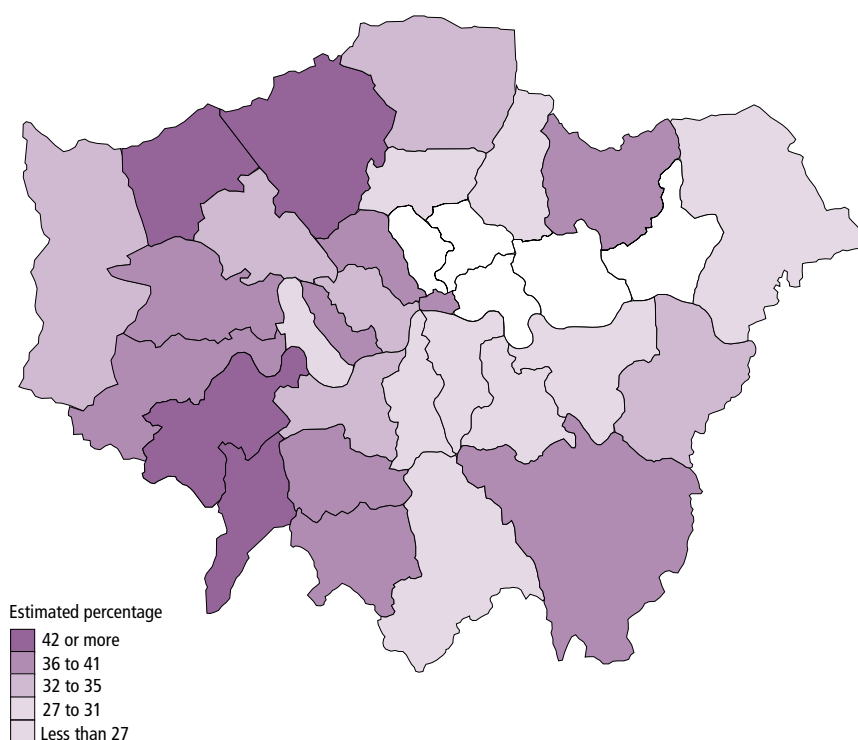 Estimated percentage
42 or more
36 to 41
32 to 35
27 to 31
Less than 27